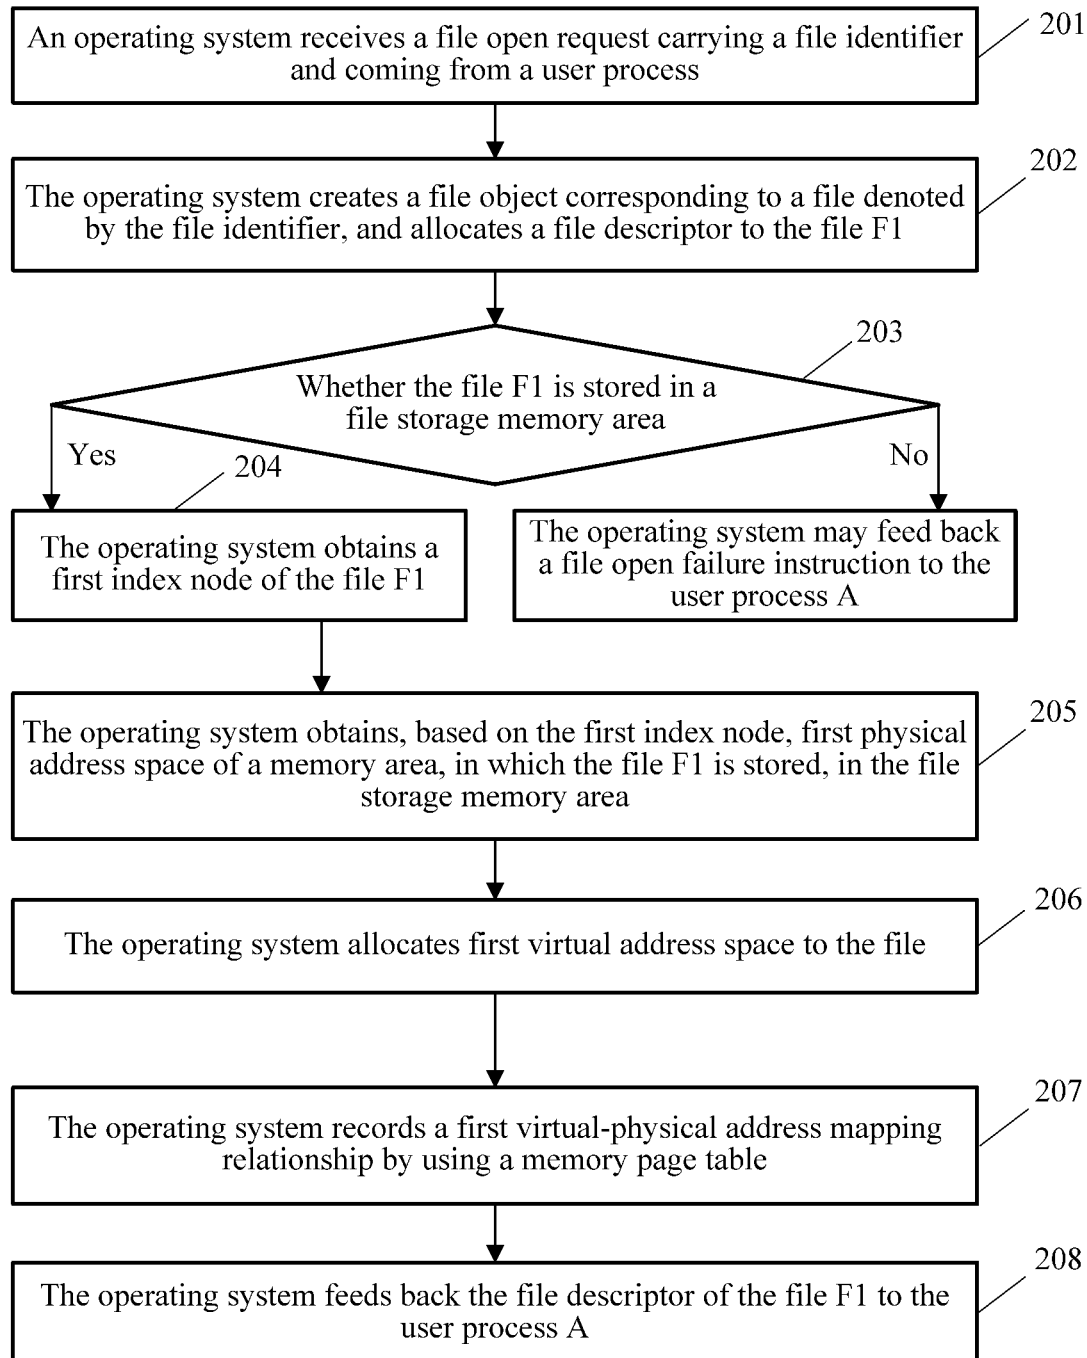 An operating system receives a file open request carrying a file identifier
and coming from a user process
201
The operating system creates a file object corresponding to a file denoted
by the file identifier, and allocates a file descriptor to the file F1
202
Whether the file F1 is stored in a
file storage memory area
203
Yes
No
204
The operating system obtains a
first index node of the file F1
The operating system may feed back
a file open failure instruction to the
user process A
The operating system obtains, based on the first index node, first physical
address space of a memory area, in which the file F1 is stored, in the file
storage memory area
205
The operating system allocates first virtual address space to the file
206
The operating system records a first virtual-physical address mapping
relationship by using a memory page table
207
The operating system feeds back the file descriptor of the file F1 to the
user process A
208